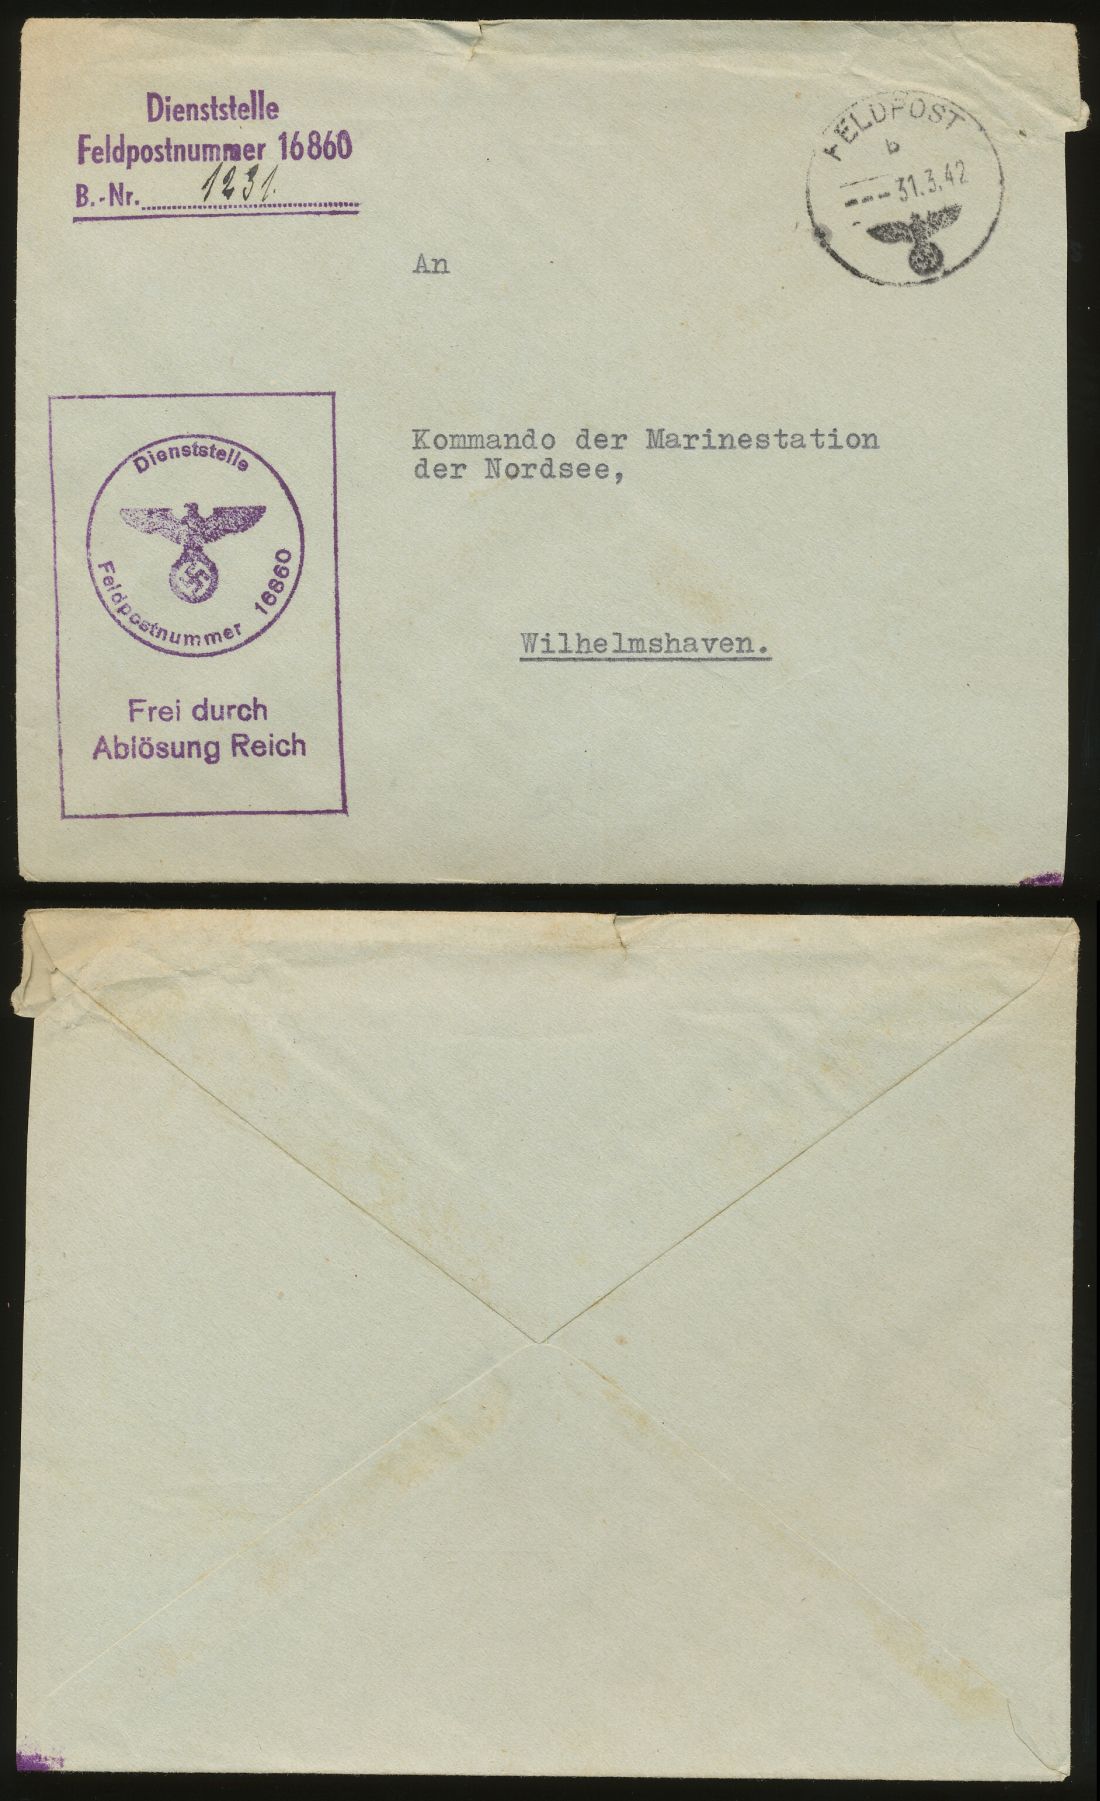 Dienststelle
Feldpostnummer 16860
B.-Nr. 1231.
FELDPOST
b
31.3.42
An
Kommando der Marinestation
der Nordsee,
Dienststelle
Feldpostnummer 16860
Wilhelmshaven.
Frei durch
Ablösung Reich